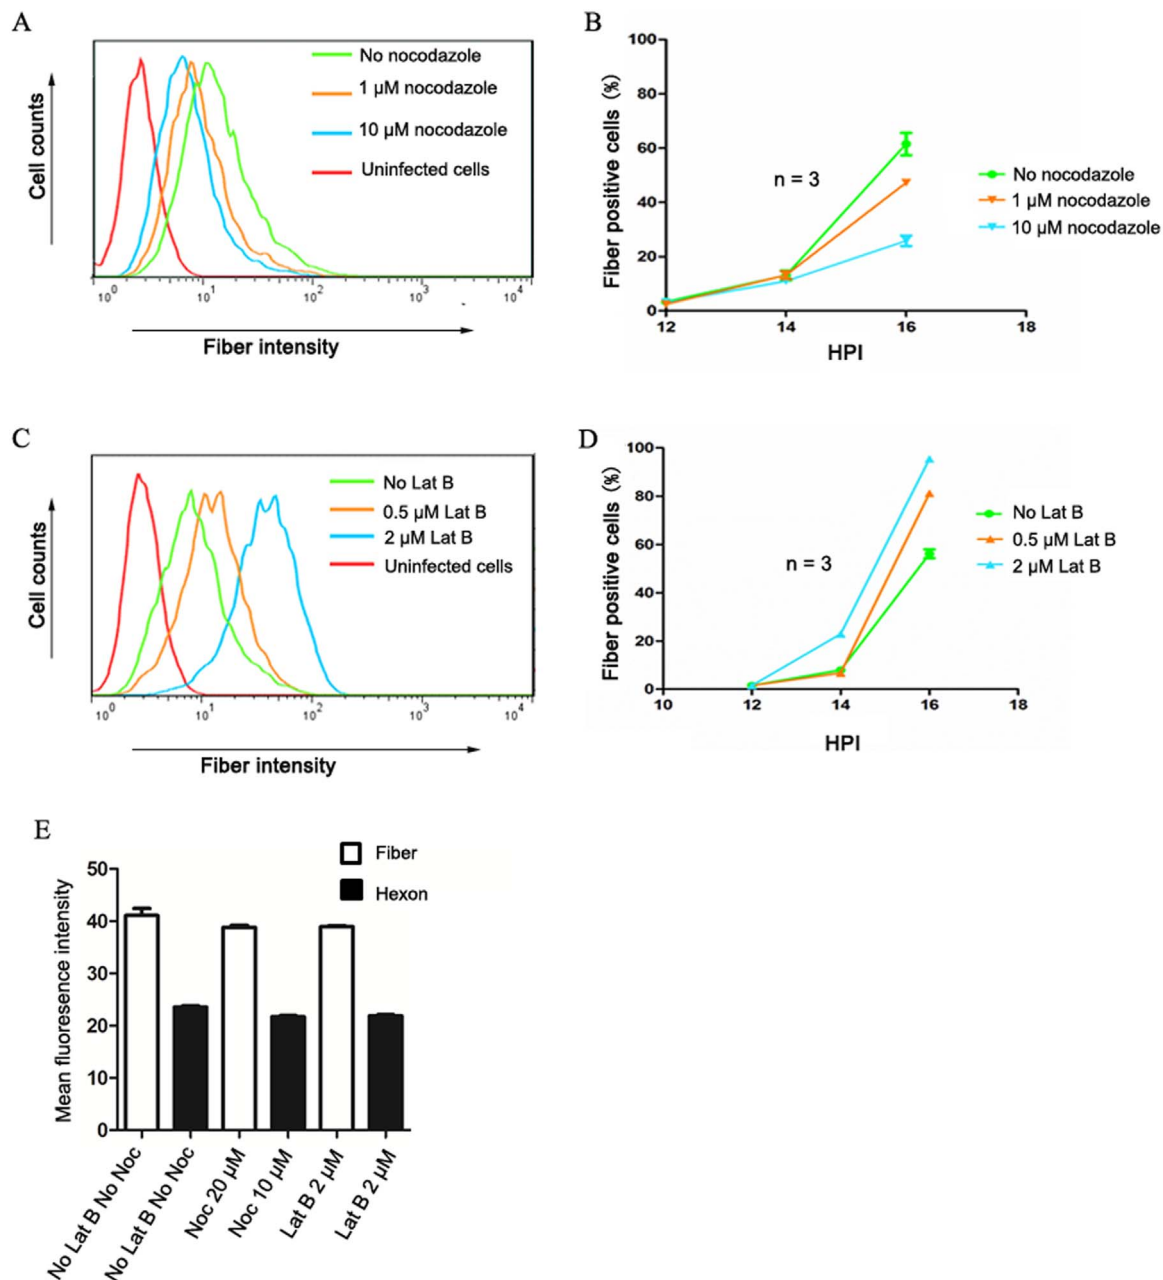 A
Cell counts
No nocodazole
1 µM nocodazole
10 µM nocodazole
Uninfected cells
10^0 10^1 10^2 10^3 10^4
Fiber intensity
B
Fiber positive cells (%)
100
80
60
40
20
0
n = 3
No nocodazole
1 µM nocodazole
10 µM nocodazole
12 14 16 18
HPI
C
Cell counts
No Lat B
0.5 µM Lat B
2 µM Lat B
Uninfected cells
10^0 10^1 10^2 10^3 10^4
Fiber intensity
D
Fiber positive cells (%)
100
80
60
40
20
0
n = 3
No Lat B
0.5 µM Lat B
2 µM Lat B
10 12 14 16 18
HPI
E
Mean fluoresence intensity
50
40
30
20
10
0
Fiber
Hexon
No Lat B No Noc
No Lat B No Noc
Noc 20 µM
Noc 10 µM
Lat B 2 µM
Lat B 2 µM